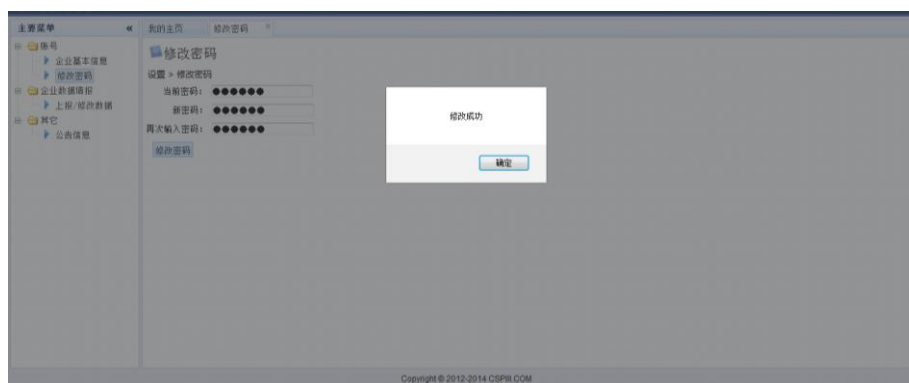 主要菜单 «
我的主页 修改密码 ×
账号
企业基本信息
修改密码
企业数据填报
上报/修改数据
其它
公告信息
修改密码
设置 > 修改密码
当前密码: ●●●●●●
新密码: ●●●●●●
再次输入密码: ●●●●●●
修改密码
修改成功
确定
Copyright © 2012-2014 CSPIII.COM